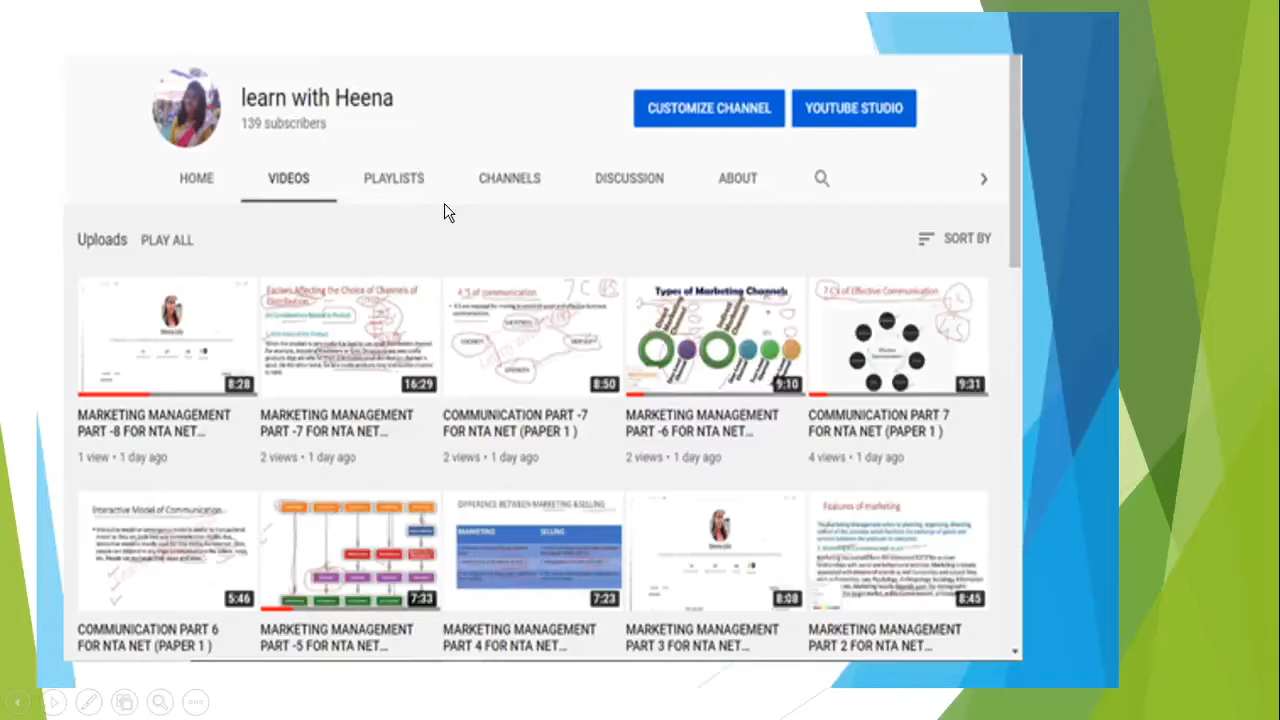 learn with Heena
139 subscribers
CUSTOMIZE CHANNEL
YOUTUBE STUDIO
HOME
VIDEOS
PLAYLISTS
CHANNELS
DISCUSSION
ABOUT
Uploads
PLAY ALL
SORT BY
8:28
MARKETING MANAGEMENT
PART -8 FOR NTA NET...
1 view • 1 day ago
Factors Affecting the Choice of Channels of
Distribution:
16:29
MARKETING MANAGEMENT
PART -7 FOR NTA NET...
2 views • 1 day ago
4 S of communication
7 C
8:50
COMMUNICATION PART -7
FOR NTA NET (PAPER 1 )
2 views • 1 day ago
Types of Marketing Channels
9:10
MARKETING MANAGEMENT
PART -6 FOR NTA NET...
2 views • 1 day ago
7 C's of Effective Communication
9:31
COMMUNICATION PART 7
FOR NTA NET (PAPER 1 )
4 views • 1 day ago
Interactive Model of Communication..
5:46
COMMUNICATION PART 6
FOR NTA NET (PAPER 1 )
7:33
MARKETING MANAGEMENT
PART -5 FOR NTA NET...
DIFFERENCE BETWEEN MARKETING & SELLING
MARKETING
SELLING
7:23
MARKETING MANAGEMENT
PART 4 FOR NTA NET...
8:08
MARKETING MANAGEMENT
PART 3 FOR NTA NET...
Features of marketing
8:45
MARKETING MANAGEMENT
PART 2 FOR NTA NET...